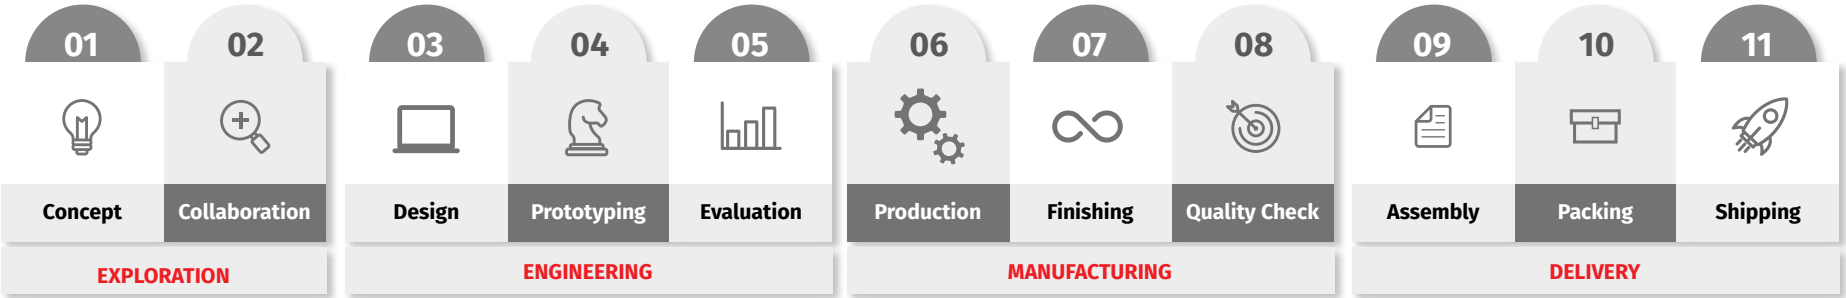 01
02
03
04
05
06
07
08
09
10
11
Concept
Collaboration
Design
Prototyping
Evaluation
Production
Finishing
Quality Check
Assembly
Packing
Shipping
EXPLORATION
ENGINEERING
MANUFACTURING
DELIVERY